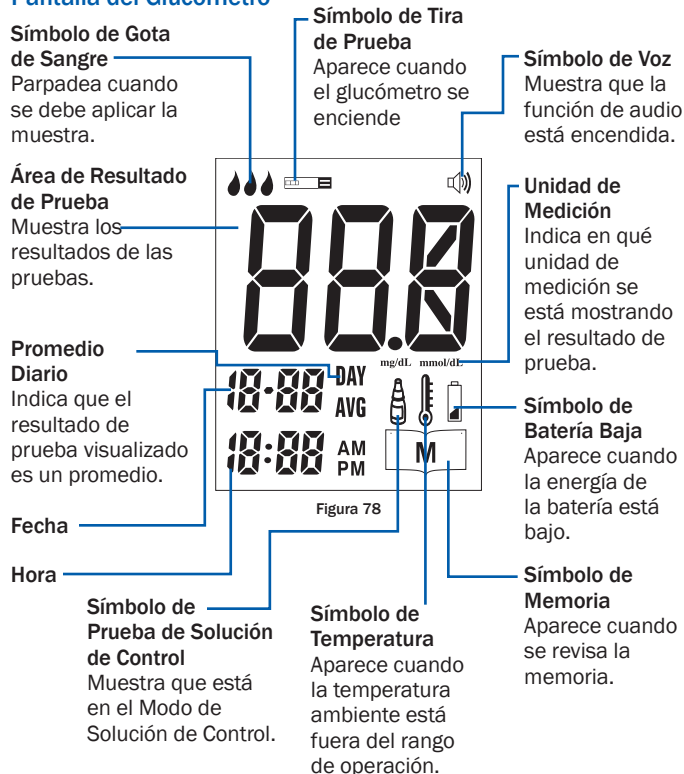 Pantalla del Glucómetro
Símbolo de Gota
de Sangre
Parpadea cuando
se debe aplicar la
muestra.
Símbolo de Tira
de Prueba
Aparece cuando
el glucómetro se
enciende
Símbolo de Voz
Muestra que la
función de audio
está encendida.
Área de Resultado
de Prueba
Muestra los
resultados de las
pruebas.
Unidad de
Medición
Indica en qué
unidad de
medición se
está mostrando
el resultado de
prueba.
88.8
mg/dL mmol/dL
Promedio
Diario
Indica que el
resultado de
prueba visualizado
es un promedio.
18-88 DAY
AVG
18:88 AM
PM
M
Símbolo de
Batería Baja
Aparece cuando
la energía de
la batería está
bajo.
Fecha
Hora
Figura 78
Símbolo de
Prueba de Solución
de Control
Muestra que está
en el Modo de
Solución de Control.
Símbolo de
Temperatura
Aparece cuando
la temperatura
ambiente está
fuera del rango
de operación.
Símbolo de
Memoria
Aparece cuando
se revisa la
memoria.